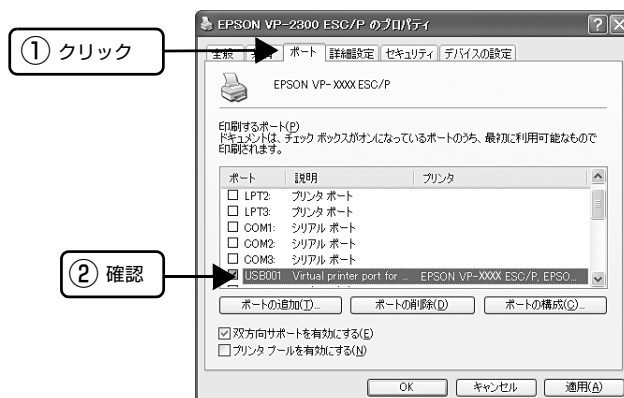 EPSON VP-2300 ESC/P のプロパティ
① クリック
全般 共有 ポート 詳細設定 セキュリティ デバイスの設定
EPSON VP-XXXX ESC/P
印刷するポート(P)
ドキュメントは、チェック ボックスがオンになっているポートのうち、最初に利用可能なもので
印刷されます。
ポート 説明 プリンタ
LPT2: プリンタ ポート
LPT3: プリンタ ポート
COM1: シリアル ポート
COM2: シリアル ポート
COM3: シリアル ポート
② 確認
USB001 Virtual printer port for ... EPSON VP-XXXX ESC/P, EPSO...
ポートの追加(T)... ポートの削除(D) ポートの構成(C)...
双方向サポートを有効にする(E)
プリンタ プールを有効にする(N)
OK キャンセル 適用(A)